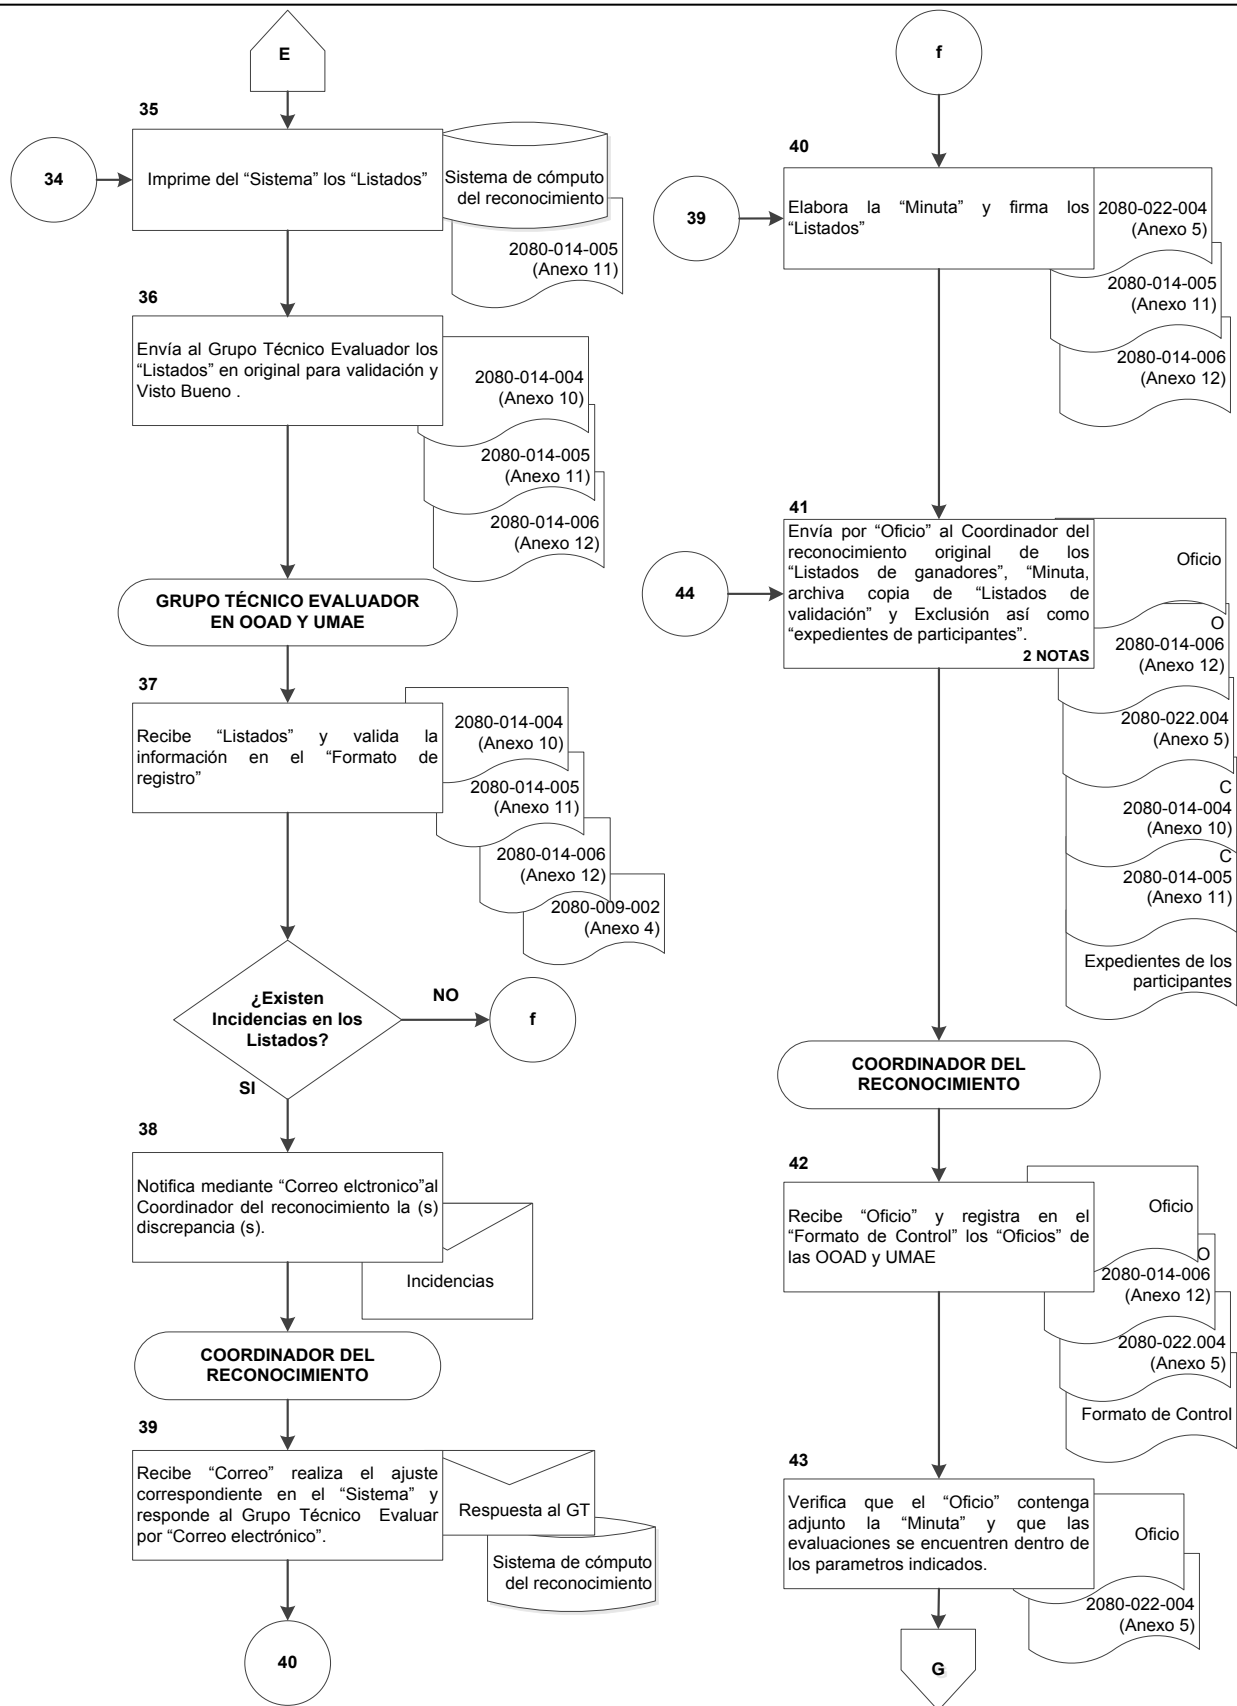 E
35
34
Imprime del “Sistema” los “Listados”
Sistema de cómputo
del reconocimiento
2080-014-005
(Anexo 11)
36
Envía al Grupo Técnico Evaluador los
“Listados” en original para validación y
Visto Bueno .
2080-014-004
(Anexo 10)
2080-014-005
(Anexo 11)
2080-014-006
(Anexo 12)
GRUPO TÉCNICO EVALUADOR
EN OOAD Y UMAE
37
Recibe “Listados” y valida la
información en el “Formato de
registro”
2080-014-004
(Anexo 10)
2080-014-005
(Anexo 11)
2080-014-006
(Anexo 12)
2080-009-002
(Anexo 4)
¿Existen
Incidencias en los
Listados?
NO
f
SI
38
Notifica mediante “Correo elctronico”al
Coordinador del reconocimiento la (s)
discrepancia (s).
Incidencias
COORDINADOR DEL
RECONOCIMIENTO
39
Recibe “Correo” realiza el ajuste
correspondiente en el “Sistema” y
responde al Grupo Técnico Evaluar
por “Correo electrónico”.
Respuesta al GT
Sistema de cómputo
del reconocimiento
40
f
40
39
Elabora la “Minuta” y firma los
“Listados”
2080-022-004
(Anexo 5)
2080-014-005
(Anexo 11)
2080-014-006
(Anexo 12)
41
44
Envía por “Oficio” al Coordinador del
reconocimiento original de los
“Listados de ganadores”, “Minuta,
archiva copia de “Listados de
validación” y Exclusión así como
“expedientes de participantes”.
2 NOTAS
Oficio
O
2080-014-006
(Anexo 12)
2080-022.004
(Anexo 5)
C
2080-014-004
(Anexo 10)
C
2080-014-005
(Anexo 11)
Expedientes de los
participantes
COORDINADOR DEL
RECONOCIMIENTO
42
Recibe “Oficio” y registra en el
“Formato de Control” los “Oficios” de
las OOAD y UMAE
Oficio
O
2080-014-006
(Anexo 12)
2080-022.004
(Anexo 5)
Formato de Control
43
Verifica que el “Oficio” contenga
adjunto la “Minuta” y que las
evaluaciones se encuentren dentro de
los parametros indicados.
Oficio
2080-022-004
(Anexo 5)
G